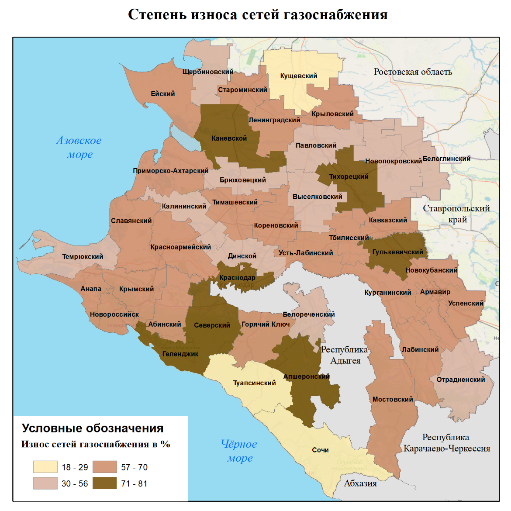 Степень износа сетей газоснабжения
Щербиновский
Кущевский
Ростовская область
Ейский
Староминский
Крыловский
Ленинградский
Азовское
море
Каневской
Павловский
Новопокровский
Белоглинский
Приморско-Ахтарский
Брюховецкий
Тихорецкий
Выселковский
Ставропольский
край
Калининский
Тимашевский
Славянский
Кореновский
Кавказский
Тбилисский
Красноармейский
Усть-Лабинский
Гулькевичский
Темрюкский
Динской
Новокубанский
Краснодар
Анапа
Крымский
Курганинский
Армавир
Успенский
Новороссийск
Абинский
Северский
Горячий Ключ
Белореченский
Геленджик
Республика
Адыгея
Лабинский
Апшеронский
Отрадненский
Туапсинский
Мостовский
Чёрное
море
Сочи
Республика
Карачаево-Черкессия
Абхазия
Условные обозначения
Износ сетей газоснабжения в %
18 - 29
57 - 70
30 - 56
71 - 81